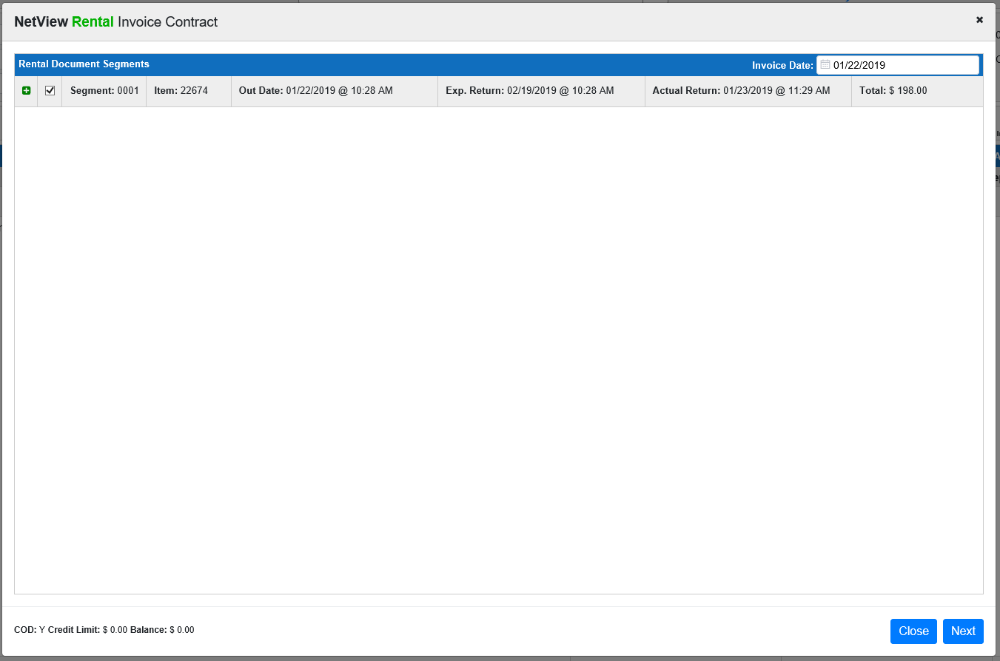 NetView Rental Invoice Contract
Rental Document Segments Invoice Date: 01/22/2019
Segment: 0001 Item: 22674 Out Date: 01/22/2019 @ 10:28 AM Exp. Return: 02/19/2019 @ 10:28 AM Actual Return: 01/23/2019 @ 11:29 AM Total: $ 198.00
COD: Y Credit Limit: $ 0.00 Balance: $ 0.00 Close Next